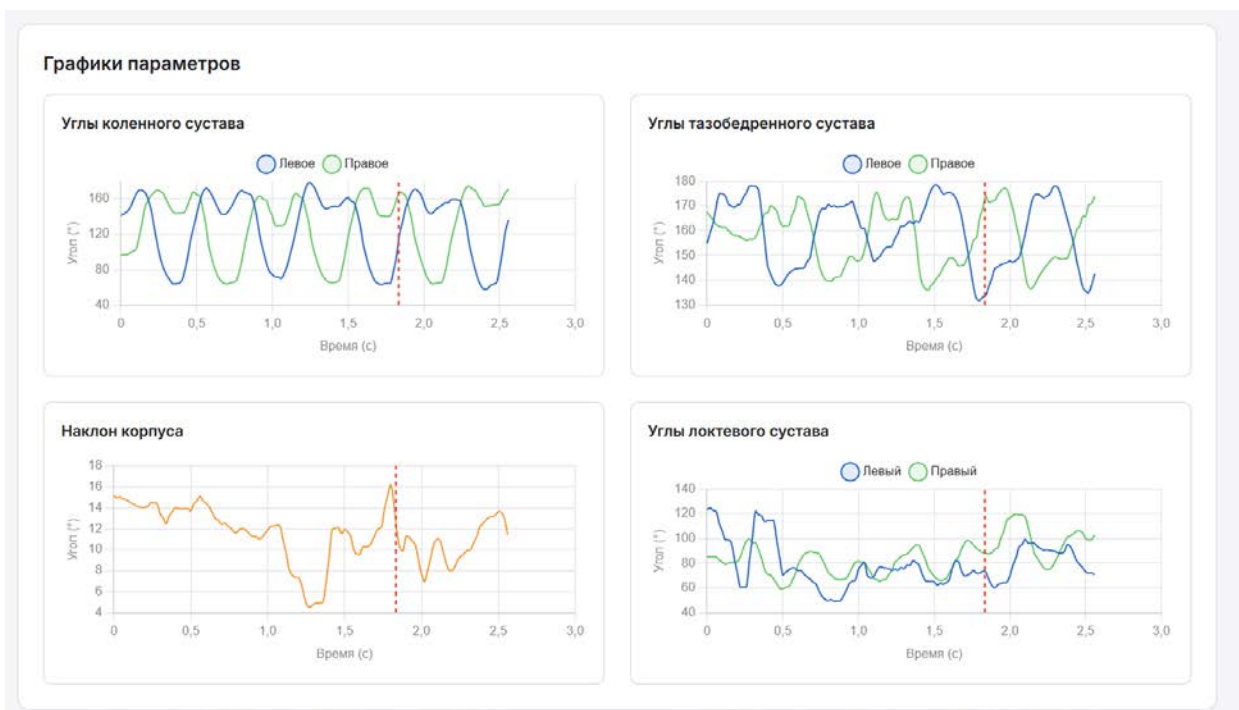 Графики параметров
Углы коленного сустава
Левое Правое
160
120
80
40
Угол (°)
0 0,5 1,0 1,5 2,0 2,5 3,0
Время (с)
Углы тазобедренного сустава
Левое Правое
180
170
160
150
140
130
Угол (°)
0 0,5 1,0 1,5 2,0 2,5 3,0
Время (с)
Наклон корпуса
18
16
14
12
10
8
6
4
Угол (°)
0 0,5 1,0 1,5 2,0 2,5 3,0
Время (с)
Углы локтевого сустава
Левый Правый
140
120
100
80
60
40
Угол (°)
0 0,5 1,0 1,5 2,0 2,5 3,0
Время (с)